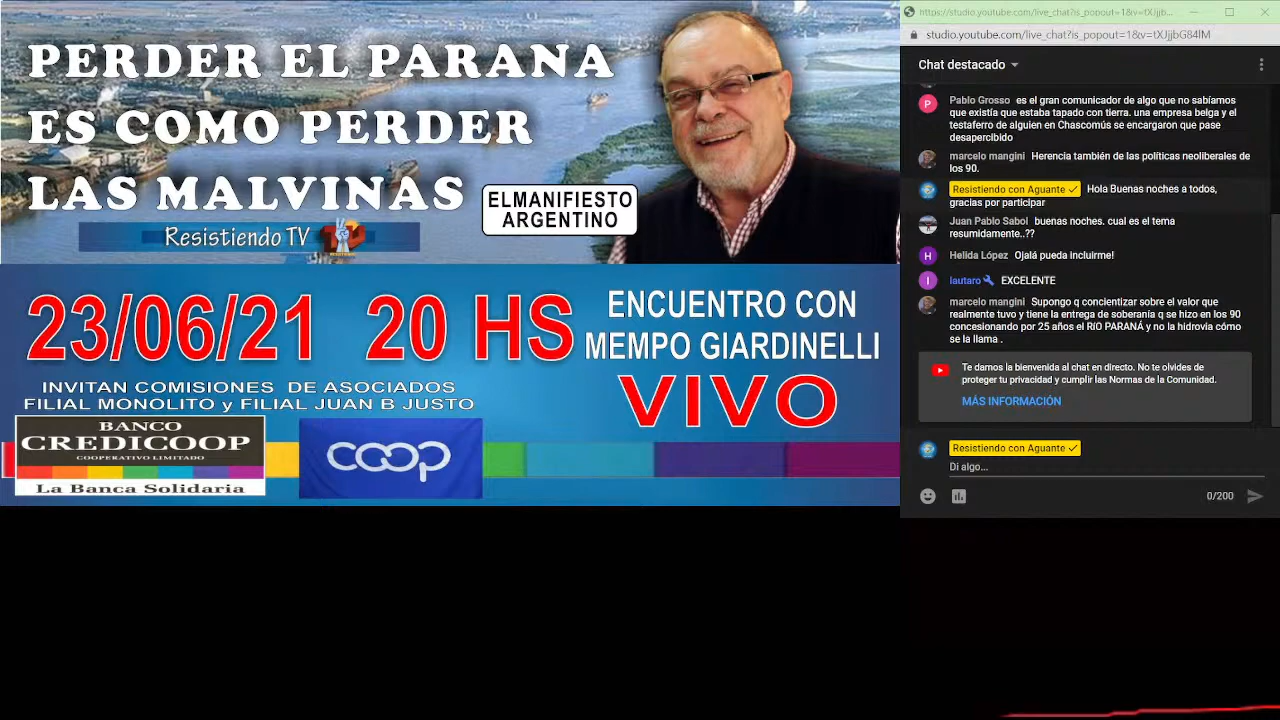 PERDER EL PARANA
ES COMO PERDER
LAS MALVINAS
ELMANIFIESTO
ARGENTINO
Resistiendo TV
23/06/21 20 HS
ENCUENTRO CON
MEMPO GIARDINELLI
VIVO
INVITAN COMISIONES DE ASOCIADOS
FILIAL MONOLITO y FILIAL JUAN B JUSTO
BANCO
CREDICOOP
COOPERATIVO LIMITADO
La Banca Solidaria
coop
studio.youtube.com/live_chat?is_popout=1&v=tXJjjbG84lM
Chat destacado
P
Pablo Grosso es el gran comunicador de algo que no sabíamos
que existía que estaba tapado con tierra. una empresa belga y el
testaferro de alguien en Chascomús se encargaron que pase
desapercibido
marcelo mangini Herencia también de las políticas neoliberales de
los 90.
Resistiendo con Aguante Hola Buenas noches a todos,
gracias por participar
Juan Pablo Sabol buenas noches. cual es el tema
resumidamente..??
H
Helida López Ojalá pueda incluirme!
l
lautaro EXCELENTE
marcelo mangini Supongo q concientizar sobre el valor que
realmente tuvo y tiene la entrega de soberanía q se hizo en los 90
concesionando por 25 años el RíO PARANÁ y no la hidrovia cómo
se la llama .
Te damos la bienvenida al chat en directo. No te olvides de
proteger tu privacidad y cumplir las Normas de la Comunidad.
MÁS INFORMACIÓN
Resistiendo con Aguante
Di algo...
0/200